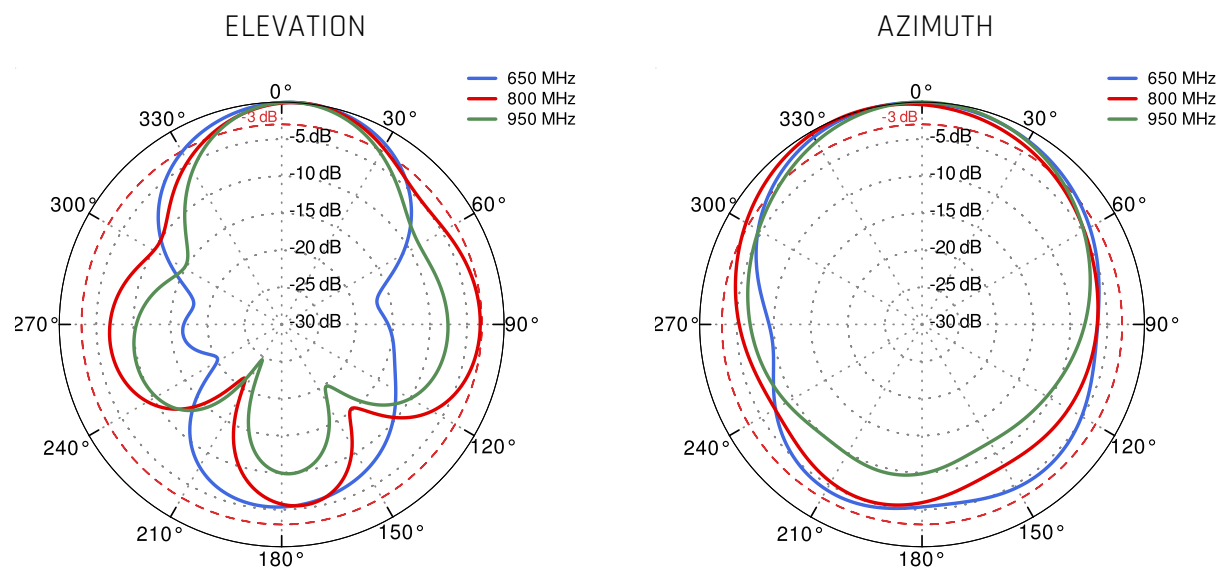 ELEVATION
650 MHz
800 MHz
950 MHz
0°
330°
30°
-3 dB
-5 dB
-10 dB
300°
60°
-15 dB
-20 dB
-25 dB
270°
-30 dB
90°
240°
120°
210°
150°
180°
AZIMUTH
650 MHz
800 MHz
950 MHz
0°
330°
30°
-3 dB
-5 dB
-10 dB
300°
60°
-15 dB
-20 dB
-25 dB
270°
-30 dB
90°
240°
120°
210°
150°
180°